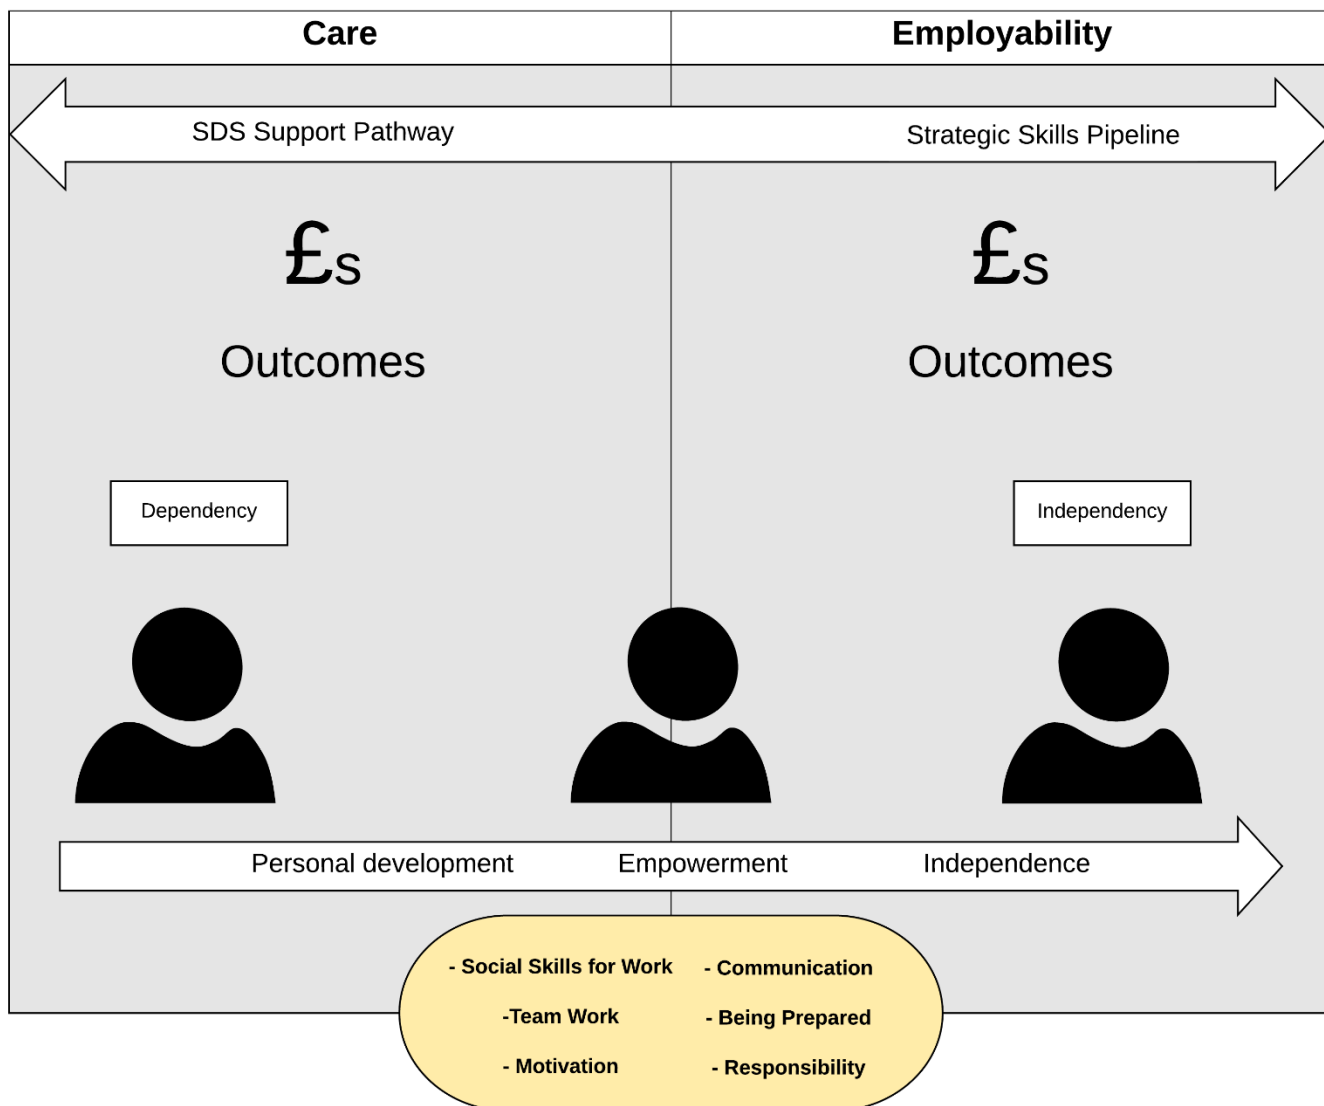 Care
Employability
SDS Support Pathway
Strategic Skills Pipeline
£s
£s
Outcomes
Outcomes
Dependency
Independency
Personal development
Empowerment
Independence
- Social Skills for Work
- Communication
-Team Work
- Being Prepared
- Motivation
- Responsibility